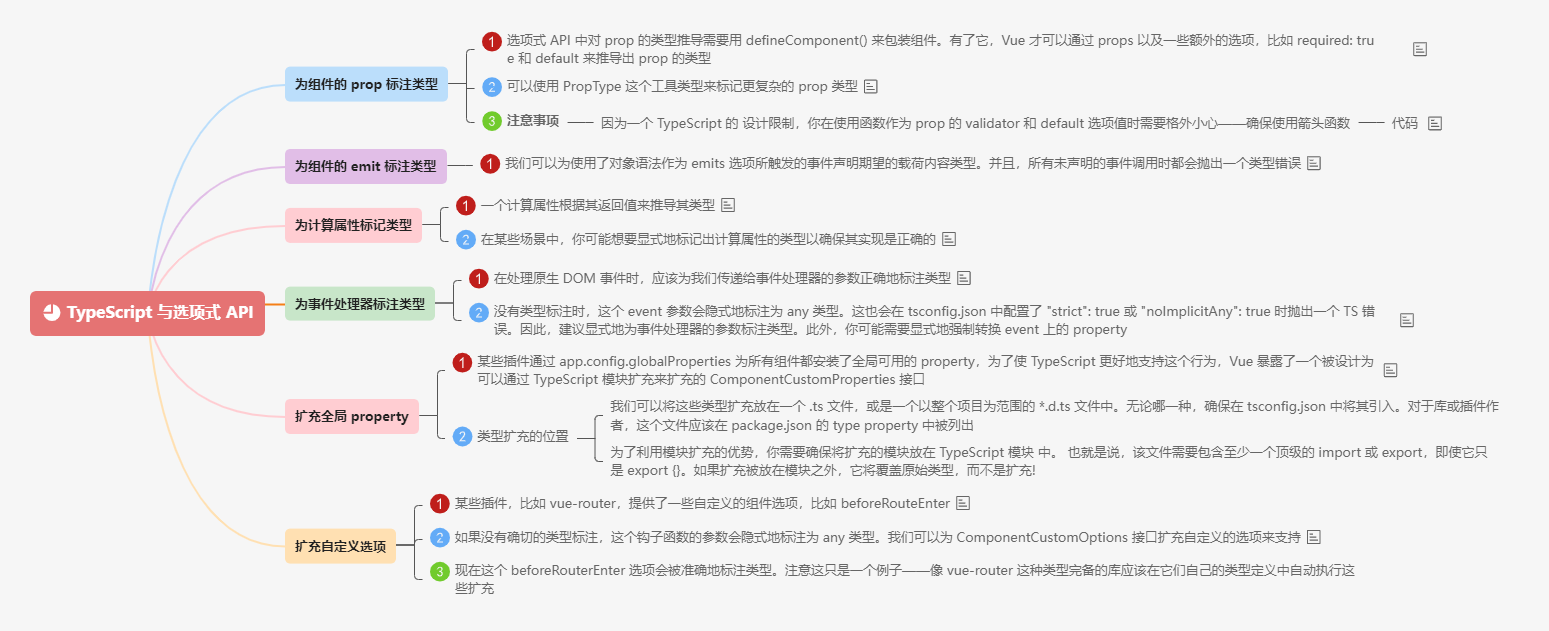 TypeScript 与选项式 API
为组件的 prop 标注类型
1 选项式 API 中对 prop 的类型推导需要用 defineComponent() 来包装组件。有了它，Vue 才可以通过 props 以及一些额外的选项，比如 required: tru
e 和 default 来推导出 prop 的类型
2 可以使用 PropType 这个工具类型来标记更复杂的 prop 类型
3 注意事项
因为一个 TypeScript 的 设计限制，你在使用函数作为 prop 的 validator 和 default 选项值时需要格外小心——确保使用箭头函数
代码
为组件的 emit 标注类型
1 我们可以为使用了对象语法作为 emits 选项所触发的事件声明期望的载荷内容类型。并且，所有未声明的事件调用时都会抛出一个类型错误
为计算属性标记类型
1 一个计算属性根据其返回值来推导其类型
2 在某些场景中，你可能想要显式地标记出计算属性的类型以确保其实现是正确的
为事件处理器标注类型
1 在处理原生 DOM 事件时，应该为我们传递给事件处理器的参数正确地标注类型
2 没有类型标注时，这个 event 参数会隐式地标注为 any 类型。这也会在 tsconfig.json 中配置了 "strict": true 或 "noImplicitAny": true 时抛出一个 TS 错
误。因此，建议显式地为事件处理器的参数标注类型。此外，你可能需要显式地强制转换 event 上的 property
扩充全局 property
1 某些插件通过 app.config.globalProperties 为所有组件都安装了全局可用的 property，为了使 TypeScript 更好地支持这个行为，Vue 暴露了一个被设计为
可以通过 TypeScript 模块扩充来扩充的 ComponentCustomProperties 接口
2 类型扩充的位置
我们可以将这些类型扩充放在一个 .ts 文件，或是一个以整个项目为范围的 *.d.ts 文件中。无论哪一种，确保在 tsconfig.json 中将其引入。对于库或插件作
者，这个文件应该在 package.json 的 type property 中被列出
为了利用模块扩充的优势，你需要确保将扩充的模块放在 TypeScript 模块 中。 也就是说，该文件需要包含至少一个顶级的 import 或 export，即使它只
是 export {}。如果扩充被放在模块之外，它将覆盖原始类型，而不是扩充!
扩充自定义选项
1 某些插件，比如 vue-router，提供了一些自定义的组件选项，比如 beforeRouteEnter
2 如果没有确切的类型标注，这个钩子函数的参数会隐式地标注为 any 类型。我们可以为 ComponentCustomOptions 接口扩充自定义的选项来支持
3 现在这个 beforeRouterEnter 选项会被准确地标注类型。注意这只是一个例子——像 vue-router 这种类型完备的库应该在它们自己的类型定义中自动执行这
些扩充